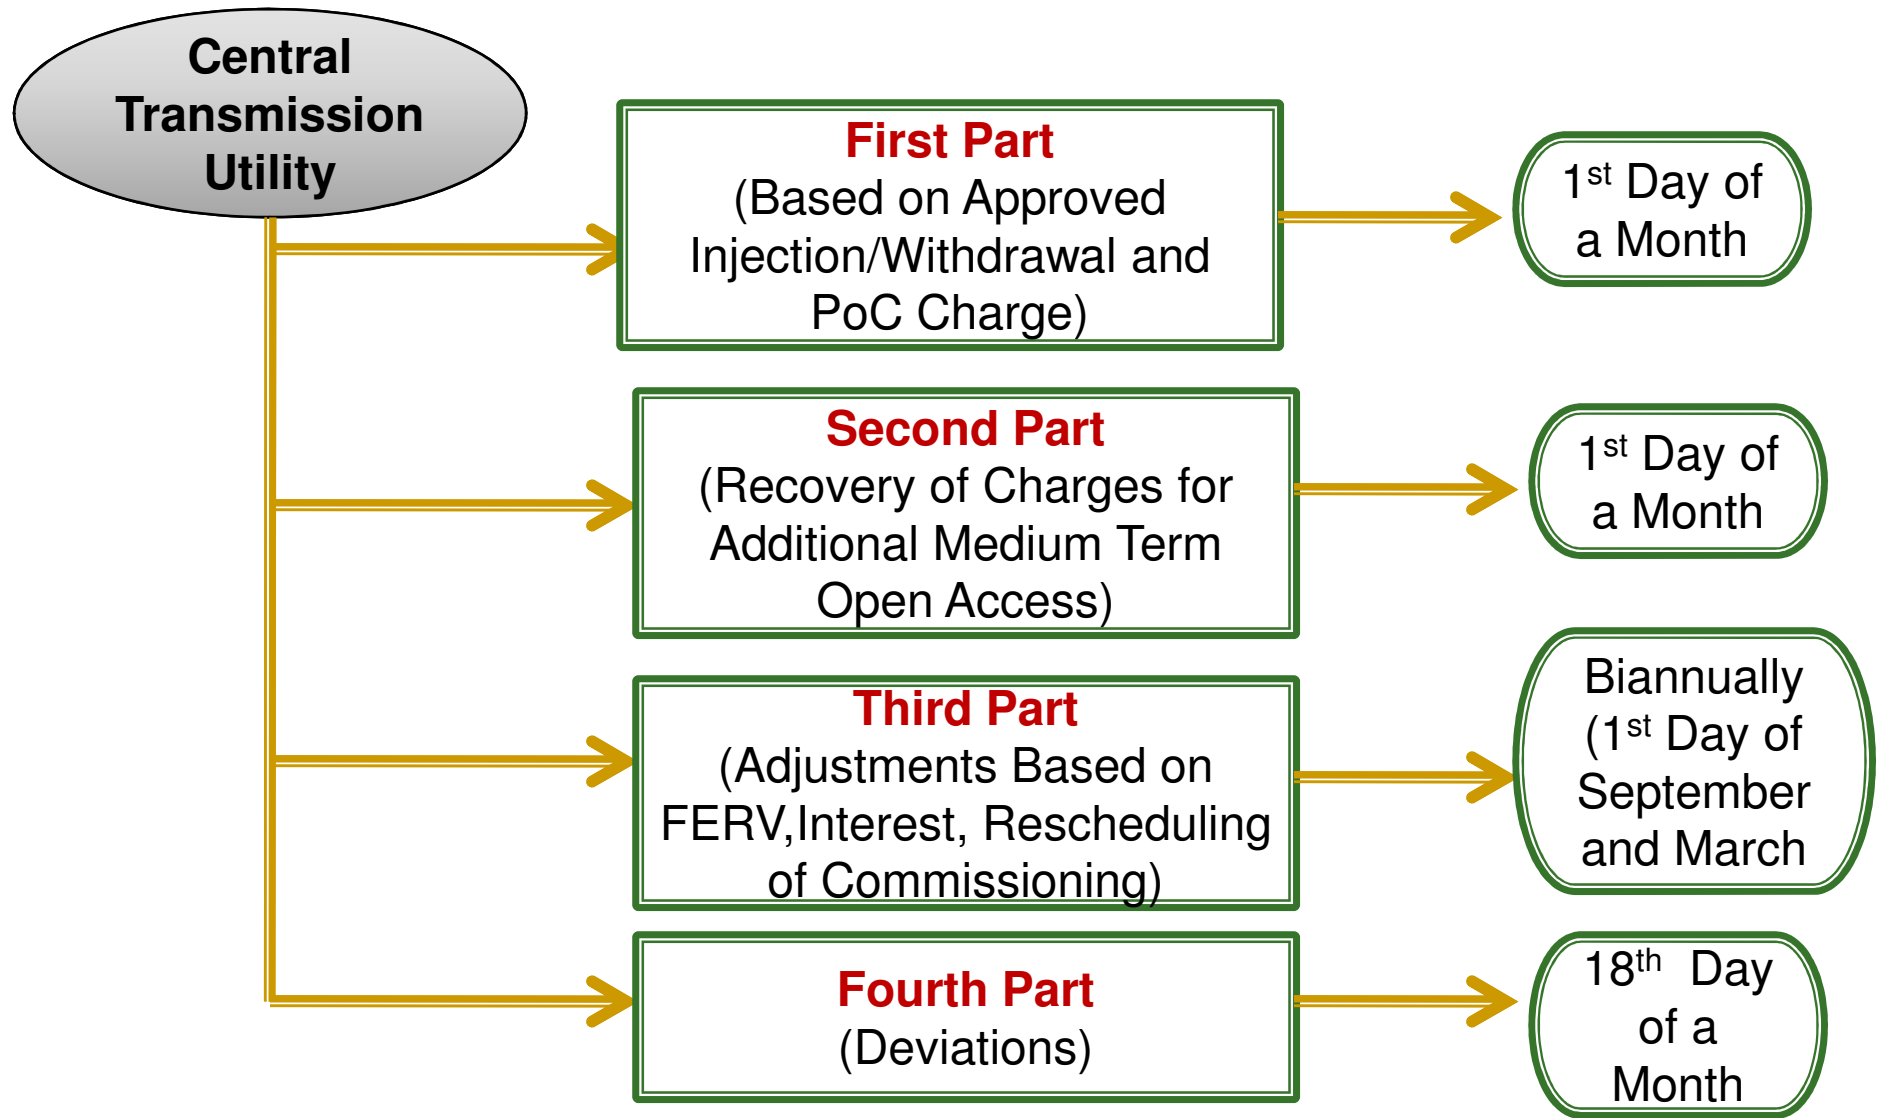 Central
Transmission
Utility
First Part
(Based on Approved
Injection/Withdrawal and
PoC Charge)
1st Day of
a Month
Second Part
(Recovery of Charges for
Additional Medium Term
Open Access)
1st Day of
a Month
Third Part
(Adjustments Based on
FERV,Interest, Rescheduling
of Commissioning)
Biannually
(1st Day of
September
and March
Fourth Part
(Deviations)
18th Day
of a
Month